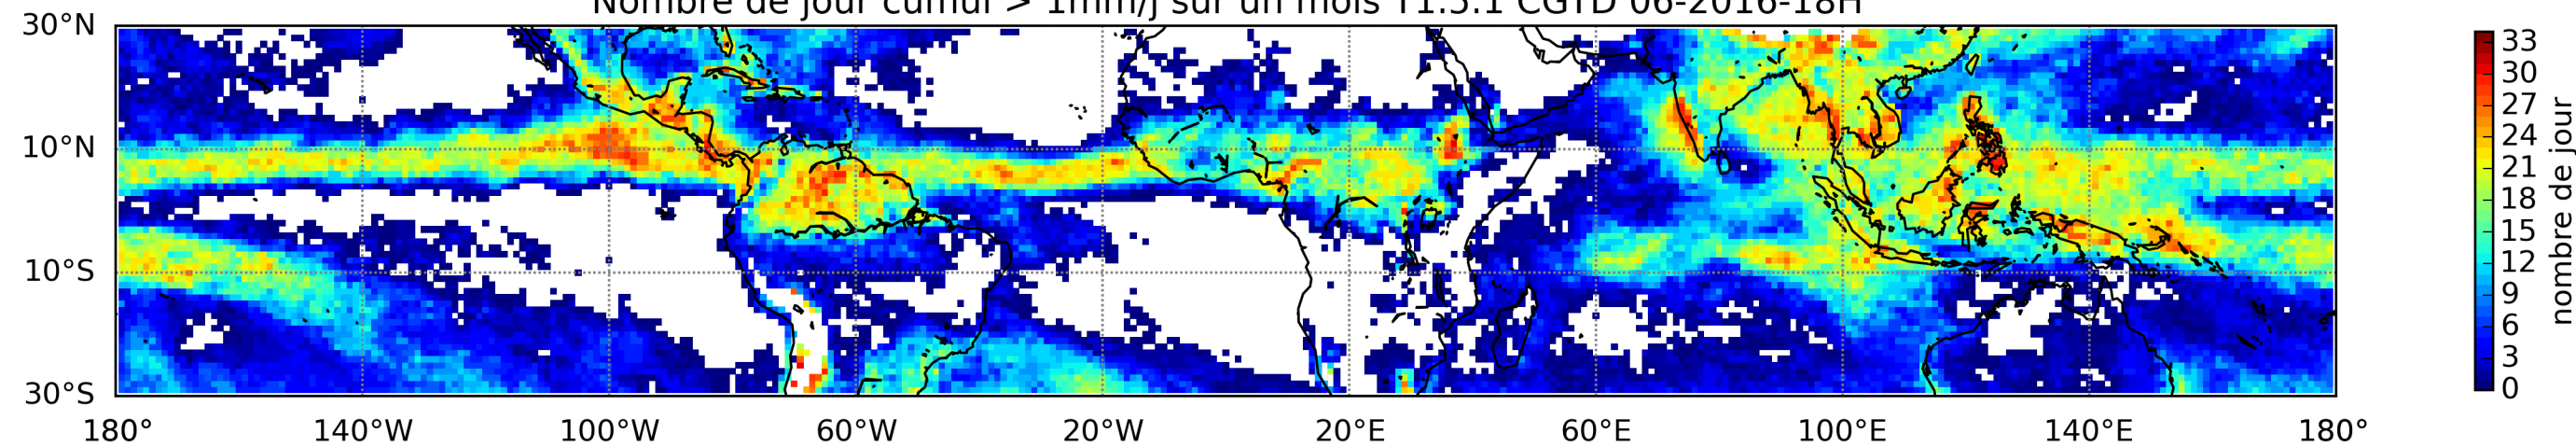 Nombre de jour cumul > 1mm/j sur un mois T1.5.1 CGTD 06-2016-18H
30°N
10°N
10°S
30°S
180° 140°W 100°W 60°W 20°W 20°E 60°E 100°E 140°E 180°
33
30
27
24
21
18
15
12
9
6
3
0
nombre de jour